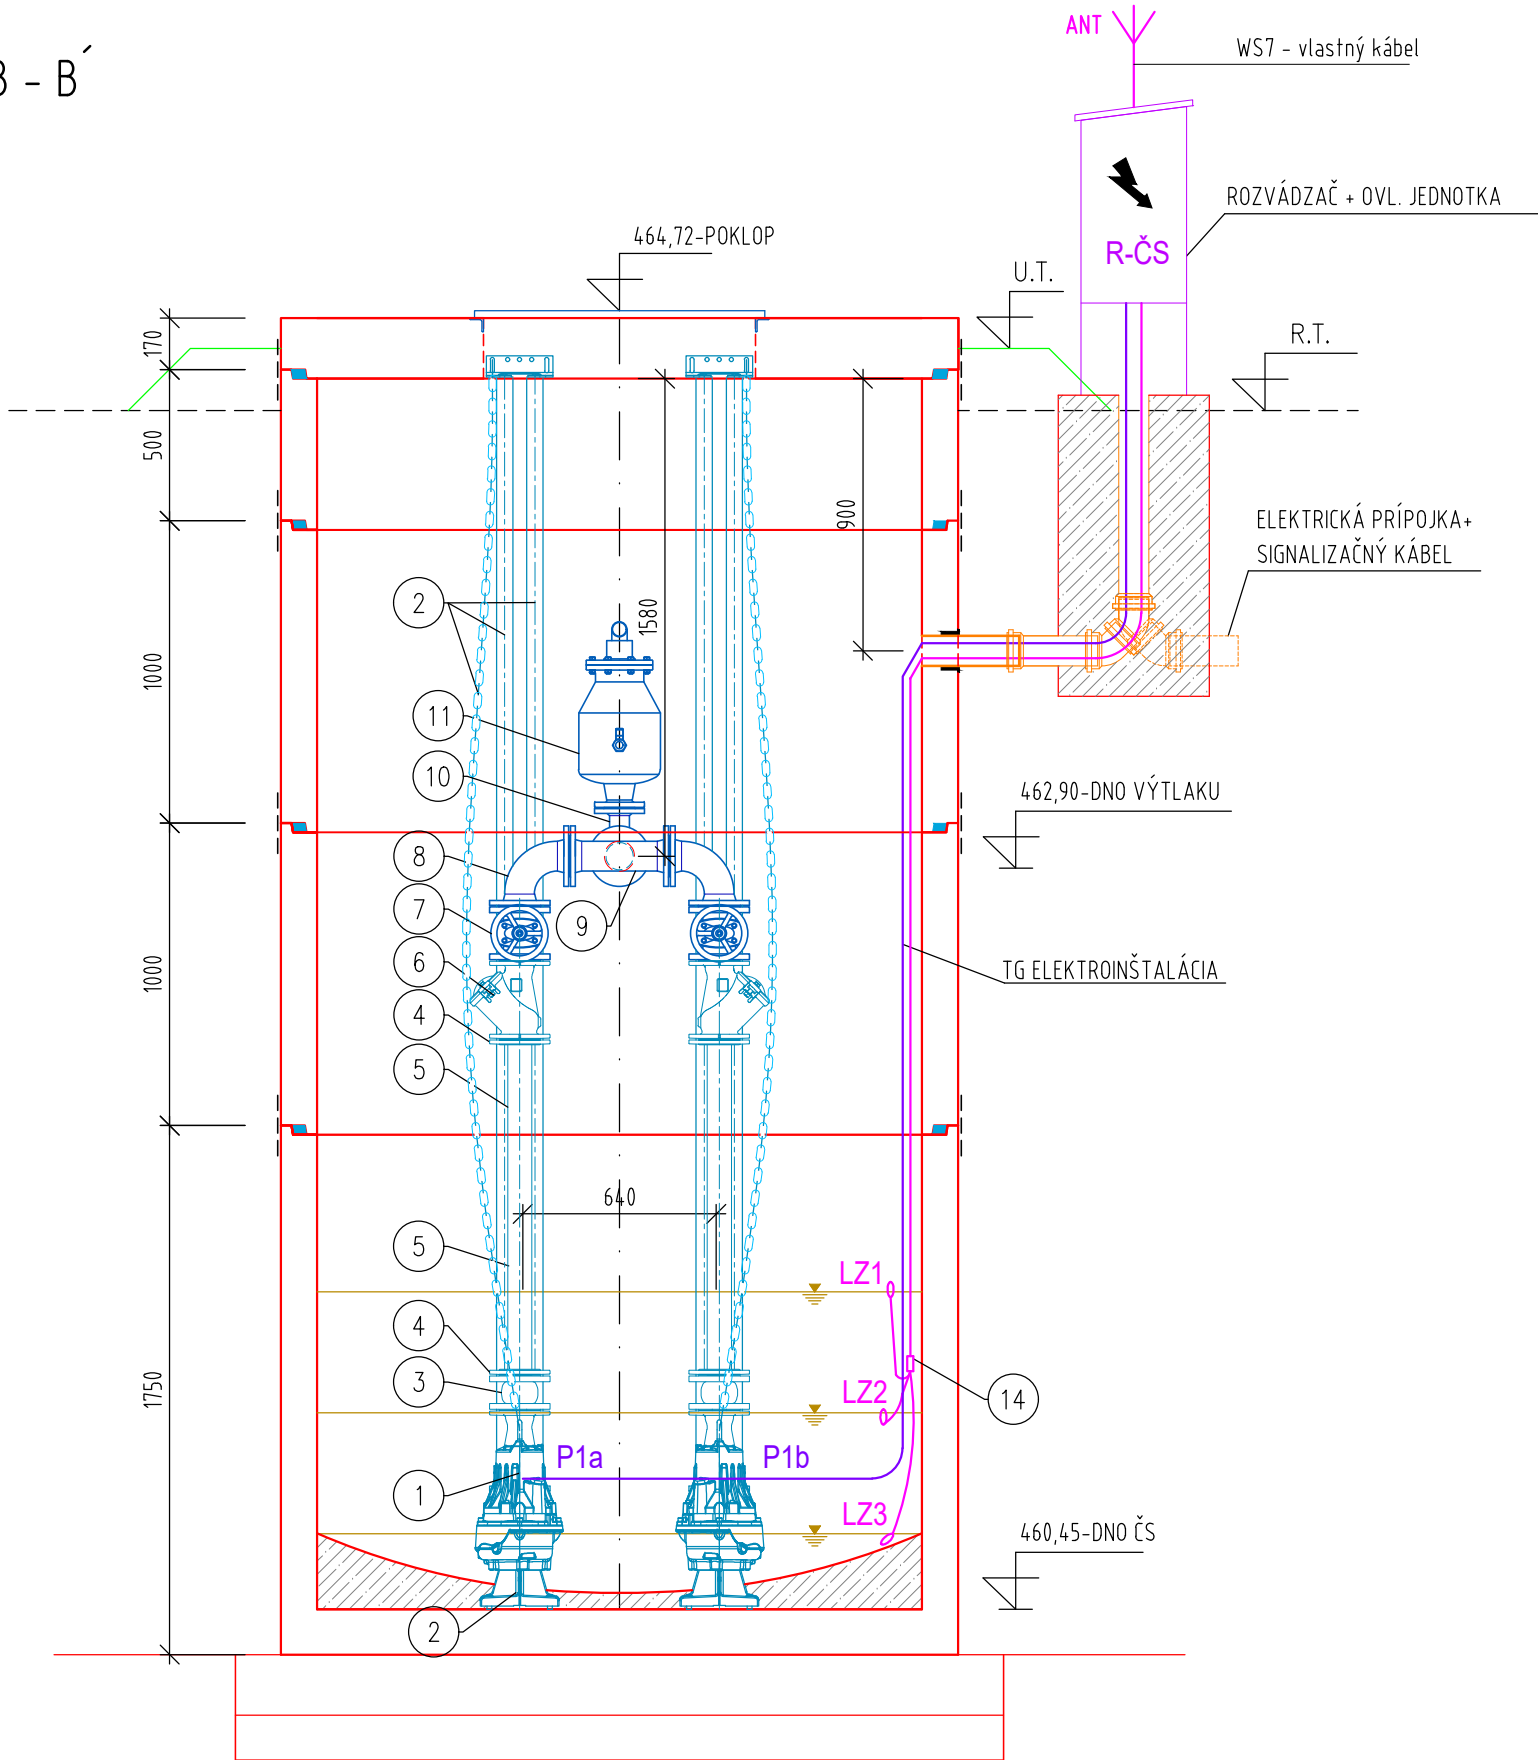 B - B´
ANT
WS7 - vlastný kábel
ROZVÁDZAČ + OVL. JEDNOTKA
R-ČS
464,72-POKLOP
U.T.
R.T.
170
500
900
ELEKTRICKÁ PRÍPOJKA+
SIGNALIZAČNÝ KÁBEL
2
1580
1000
11
10
462,90-DNO VÝTLAKU
8
7
9
6
TG ELEKTROINŠTALÁCIA
1000
4
5
640
5
LZ1
4
3
LZ2
14
1750
P1a
P1b
1
LZ3
460,45-DNO ČS
2